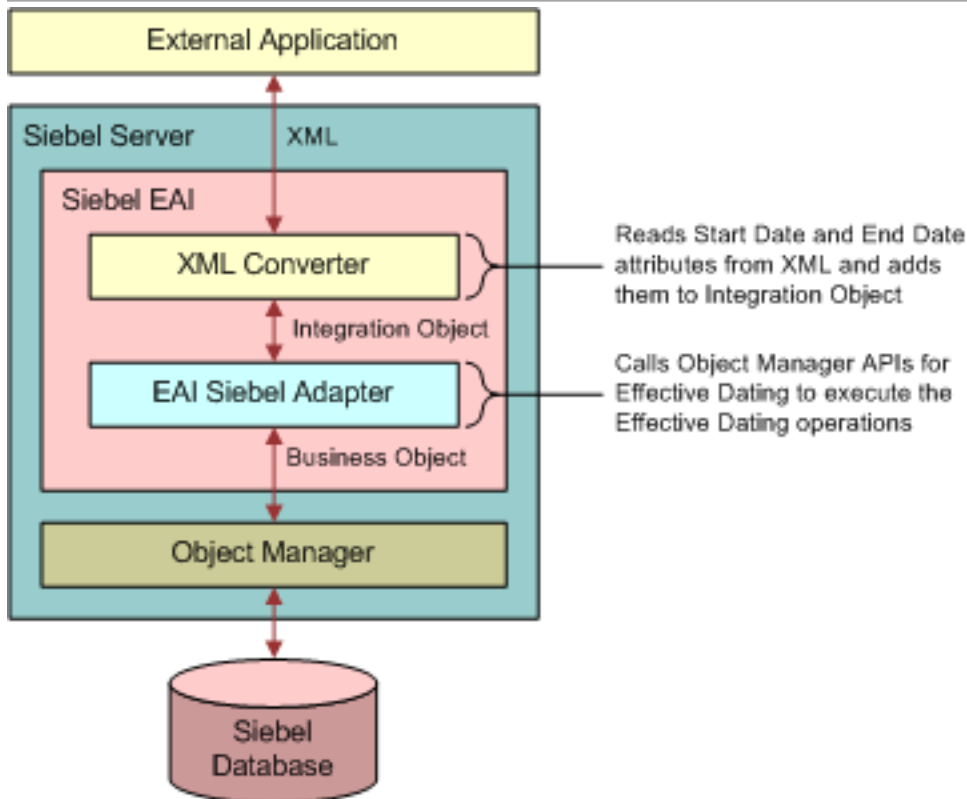 External Application
Siebel Server
XML
Siebel EAI
XML Converter
Reads Start Date and End Date
attributes from XML and adds
them to Integration Object
Integration Object
EAI Siebel Adapter
Calls Object Manager APIs for
Effective Dating to execute the
Effective Dating operations
Business Object
Object Manager
Siebel
Database